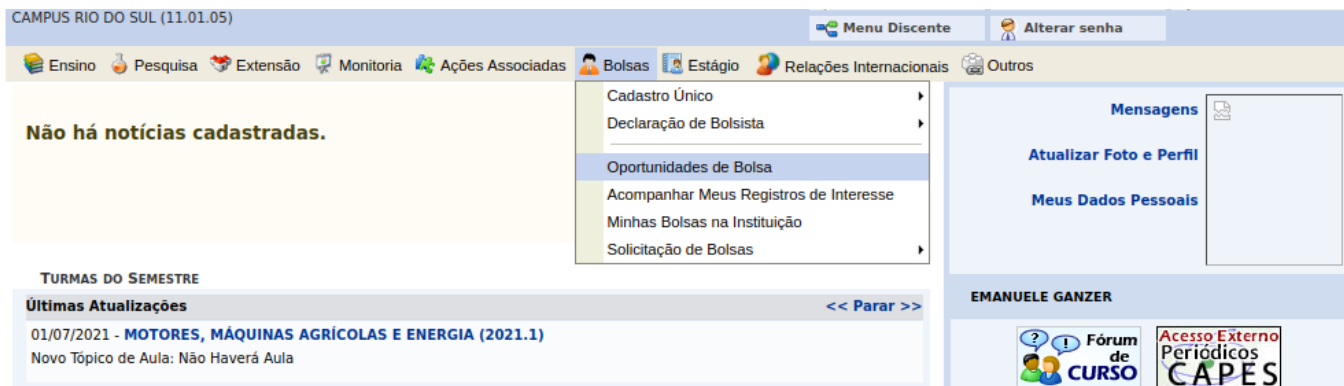 CAMPUS RIO DO SUL (11.01.05)
Menu Discente
Alterar senha
Ensino Pesquisa Extensão Monitoria Ações Associadas Bolsas Estágio Relações Internacionais Outros
Cadastro Único
Declaração de Bolsista
Oportunidades de Bolsa
Acompanhar Meus Registros de Interesse
Minhas Bolsas na Instituição
Solicitação de Bolsas
Não há notícias cadastradas.
Mensagens
Atualizar Foto e Perfil
Meus Dados Pessoais
TURMAS DO SEMESTRE
Últimas Atualizações << Parar >>
01/07/2021 - MOTORES, MÁQUINAS AGRÍCOLAS E ENERGIA (2021.1)
Novo Tópico de Aula: Não Haverá Aula
EMANUELE GANZER
Fórum
de
CURSO
Acesso Externo
Periódicos
CAPES